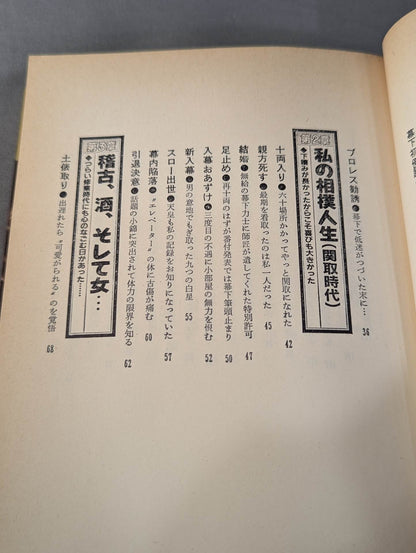 プロレス勧誘●幕下で低迷がつづいた末に… 36
第2章
私の相撲人生(関取時代)
◆下積みが長かったからこそ喜びも大きかった
十両入り●六十場所かかってやっと関取になれた 42
親方死す●最期を看取ったのは私一人だった 45
結婚●無給の幕下力士に師匠が遺してくれた特別許可 47
足止め●再十両のはずが番付発表では幕下筆頭止まり 50
入幕おあずけ●三度目の不遇に小部屋の無力を恨む 52
新入幕●男の意地でもぎ取った九つの白星 55
スロー出世●天皇も私の記録をお知りになっていた 57
幕内陥落●“エレベーター”の体に古傷が痛む 60
引退決意●話題の小錦に突出されて体力の限界を知る 62
第3章
稽古、酒、そして女…
◆つらい修業時代にも心のなごむ日があった……
土俵取り●出遅れたら“可愛がられる”のを覚悟 68